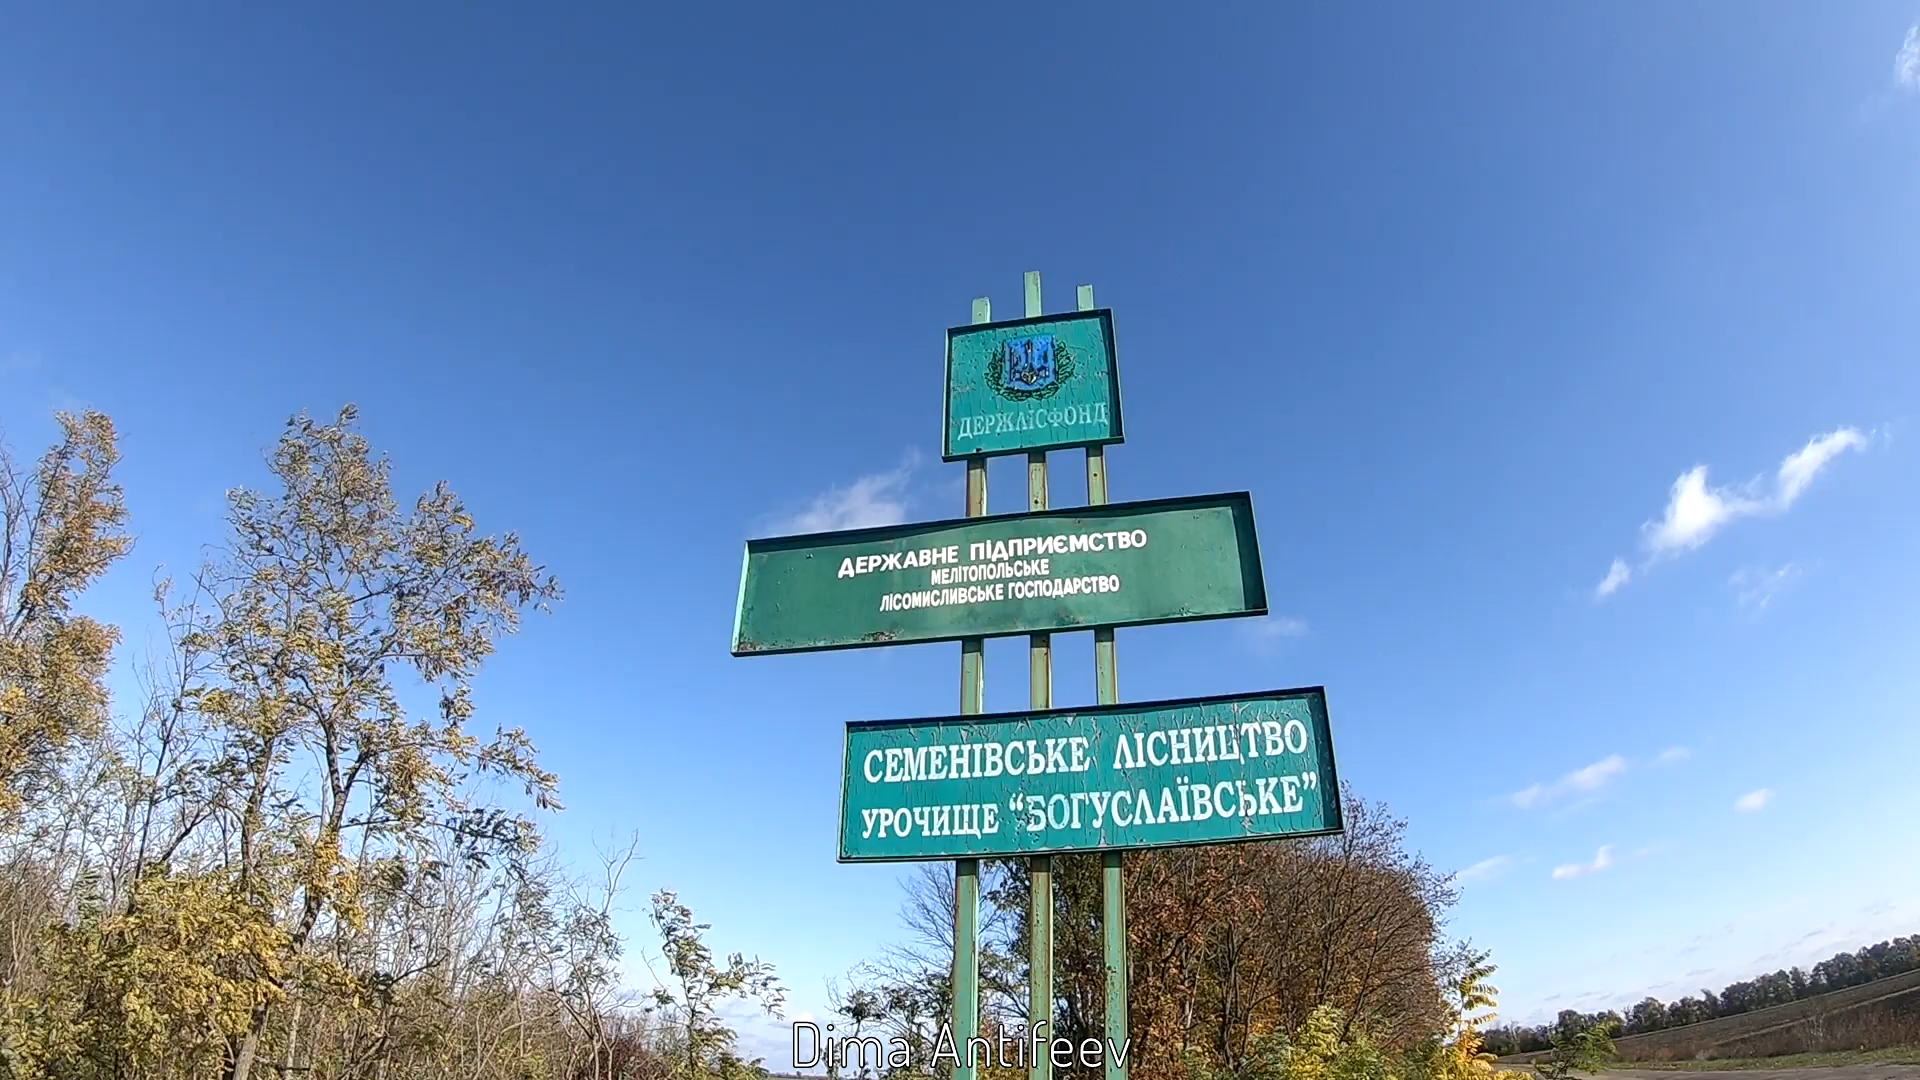 ДЕРЖЛІСФОНД
ДЕРЖАВНЕ ПІДПРИЄМСТВО
МЕЛІТОПОЛЬСЬКЕ
ЛІСОМИСЛИВСЬКЕ ГОСПОДАРСТВО
СЕМЕНІВСЬКЕ ЛІСНИЦТВО
УРОЧИЩЕ “БОГУСЛАЇВСЬКЕ”
Dima Antifeev